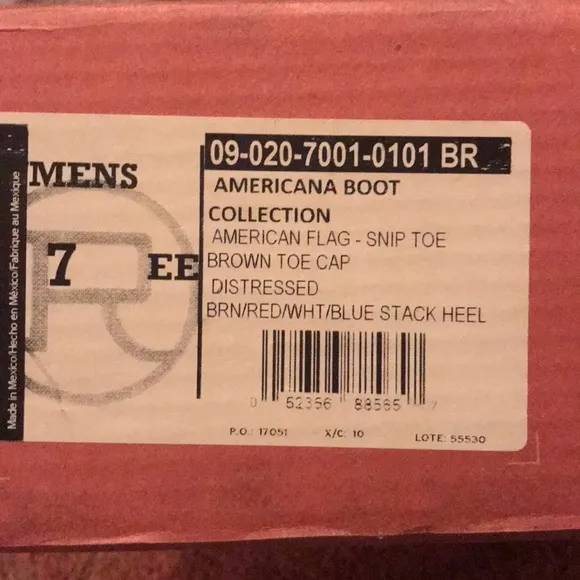 Made in Mexico/Hecho en México/Fabriqué au Mexique
MENS
7 EE
R
09-020-7001-0101 BR
AMERICANA BOOT
COLLECTION
AMERICAN FLAG - SNIP TOE
BROWN TOE CAP
DISTRESSED
BRN/RED/WHT/BLUE STACK HEEL
0 52356 88565 7
P.O.: 17051 X/C: 10 LOTE: 55530